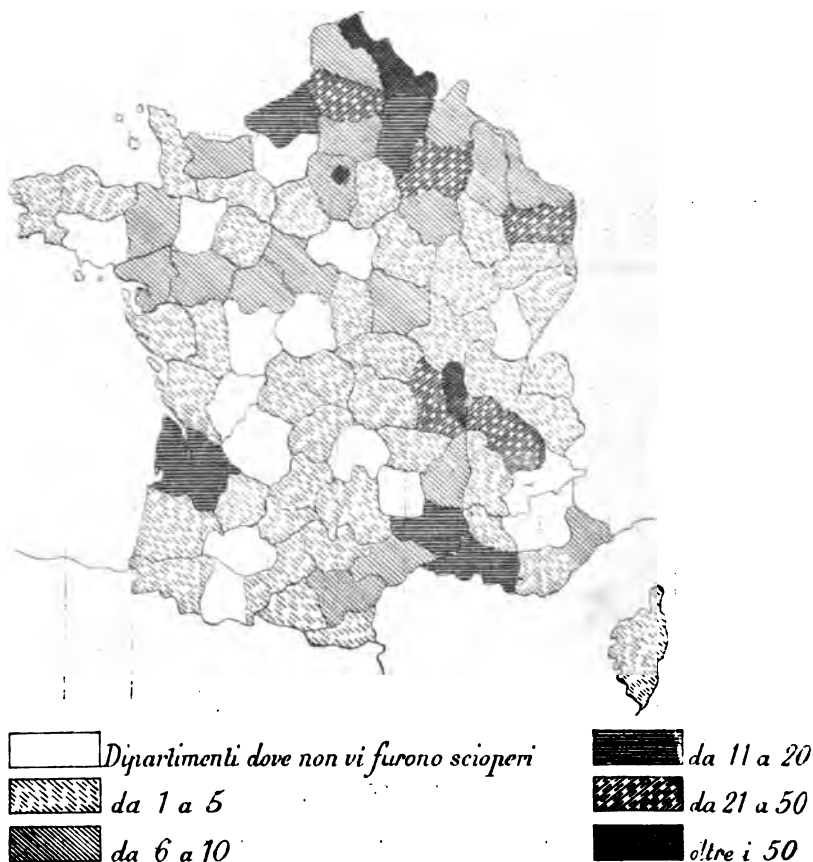 Dipartimenti dove non vi furono scioperi
da 1 a 5
da 6 a 10
da 11 a 20
da 21 a 50
oltre i 50